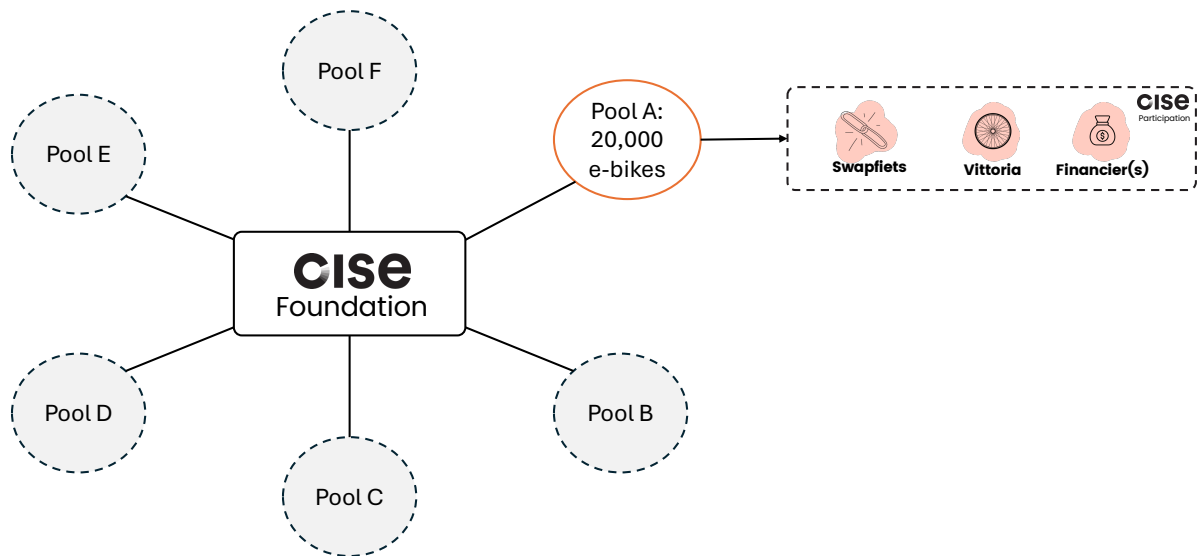 Pool F
Pool A:
20,000
e-bikes
cise
Participation
Swapfiets
Vittoria
Financier(s)
$
Pool E
cise
Foundation
Pool D
Pool B
Pool C